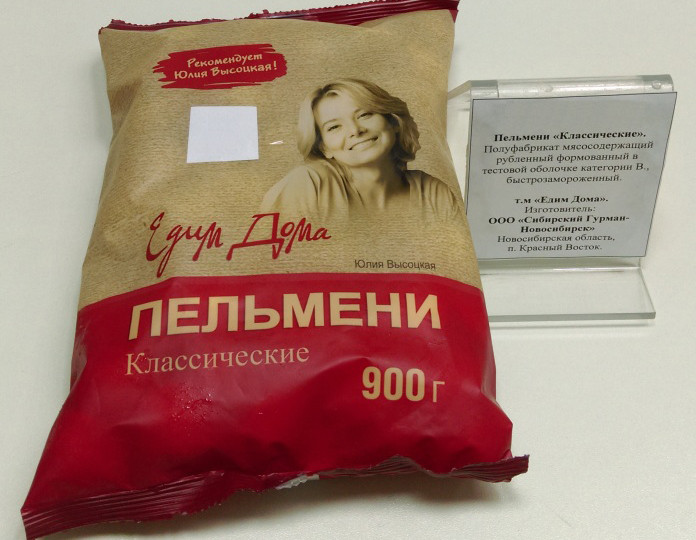 Рекомендует
Юлия Высоцкая!
Едим Дома
Юлия Высоцкая
ПЕЛЬМЕНИ
Классические
900 г
Пельмени «Классические».
Полуфабрикат мясосодержащий
рубленный формованный в
тестовой оболочке категории В.,
быстрозамороженный.
т.м «Едим Дома».
Изготовитель:
ООО «Сибирский Гурман-
Новосибирск»
Новосибирская область,
п. Красный Восток.